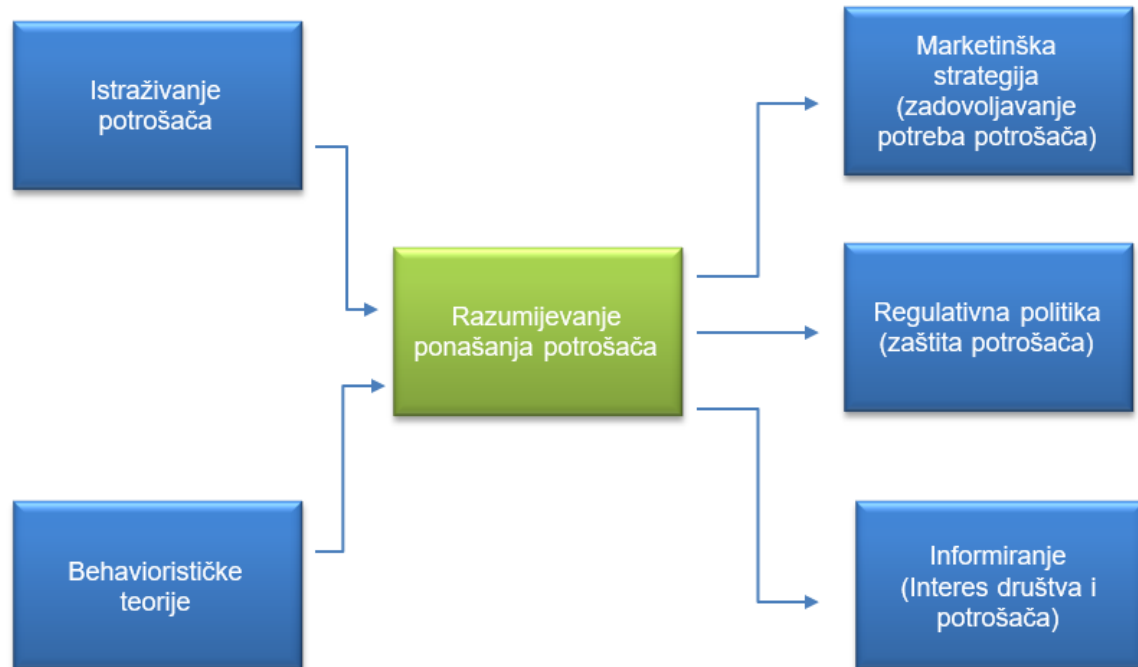 Istraživanje
potrošača
Marketinška
strategija
(zadovoljavanje
potreba potrošača)
Razumijevanje
ponašanja potrošača
Regulativna politika
(zaštita potrošača)
Behaviorističke
teorije
Informiranje
(Interes društva i
potrošača)